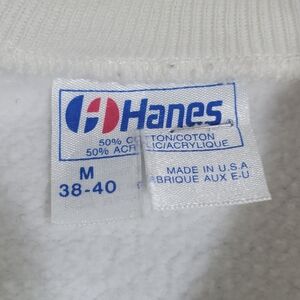 Hanes
50% COTTON/COTON
50% ACRYLIC/ACRYLIQUE
M
38-40
MADE IN U.S.A
FABRIQUE AUX E-U